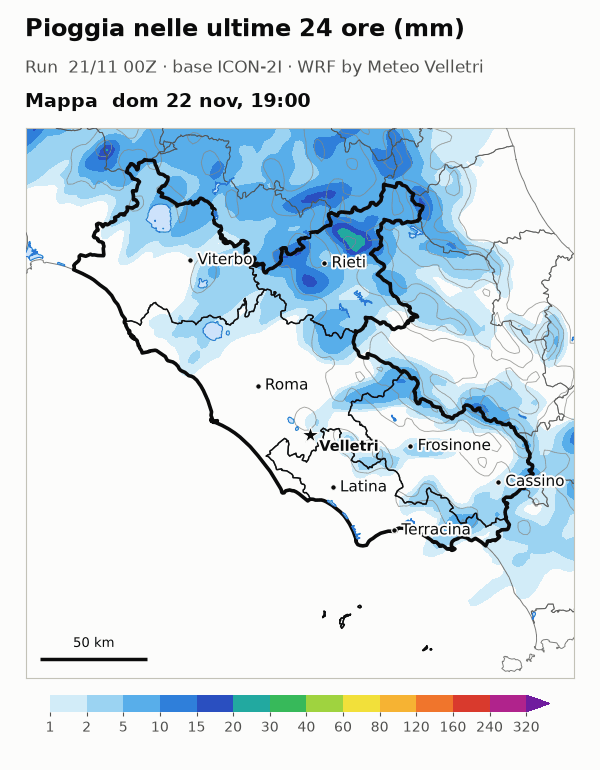 Pioggia nelle ultime 24 ore (mm)
Run  21/11 00Z · base ICON-2I · WRF by Meteo Velletri
Mappa  dom 22 nov, 19:00
Viterbo
Rieti
Roma
Velletri
Frosinone
Latina
Cassino
Terracina
50 km
1 2 5 10 15 20 30 40 60 80 120 160 240 320